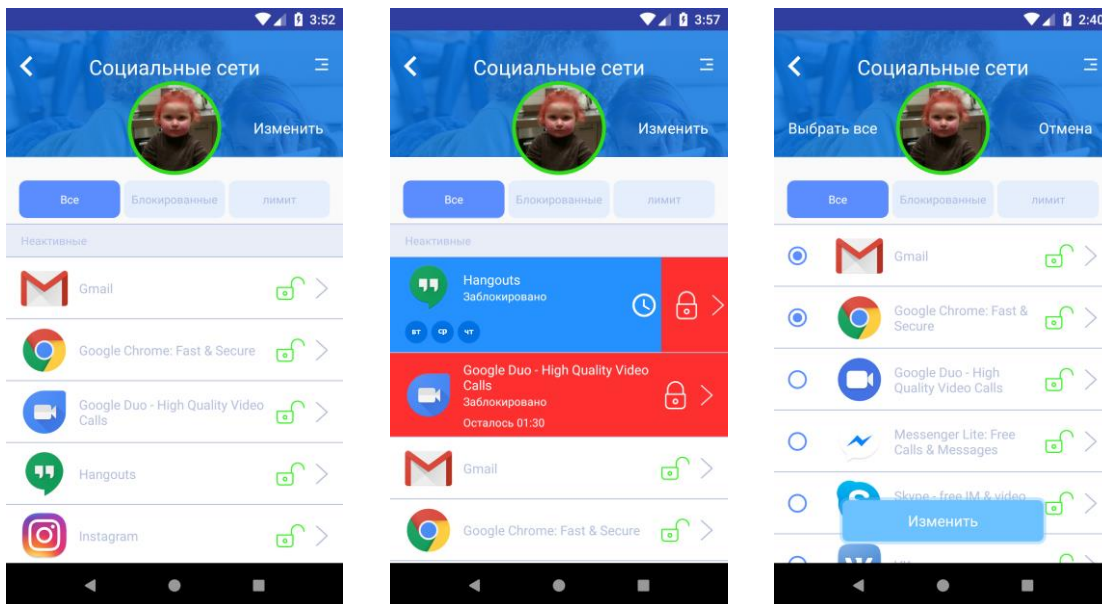 3:52
Социальные сети
Изменить
Все
Блокированные
лимит
Неактивные
Gmail
Google Chrome: Fast & Secure
Google Duo - High Quality Video
Calls
Hangouts
Instagram
3:57
Социальные сети
Изменить
Все
Блокированные
лимит
Неактивные
Hangouts
Заблокировано
вт
ср
чт
Google Duo - High Quality Video
Calls
Заблокировано
Осталось 01:30
Gmail
Google Chrome: Fast & Secure
2:40
Социальные сети
Выбрать все
Отмена
Все
Блокированные
лимит
Gmail
Google Chrome: Fast &
Secure
Google Duo - High
Quality Video Calls
Messenger Lite: Free
Calls & Messages
Skype - free IM & video
Изменить